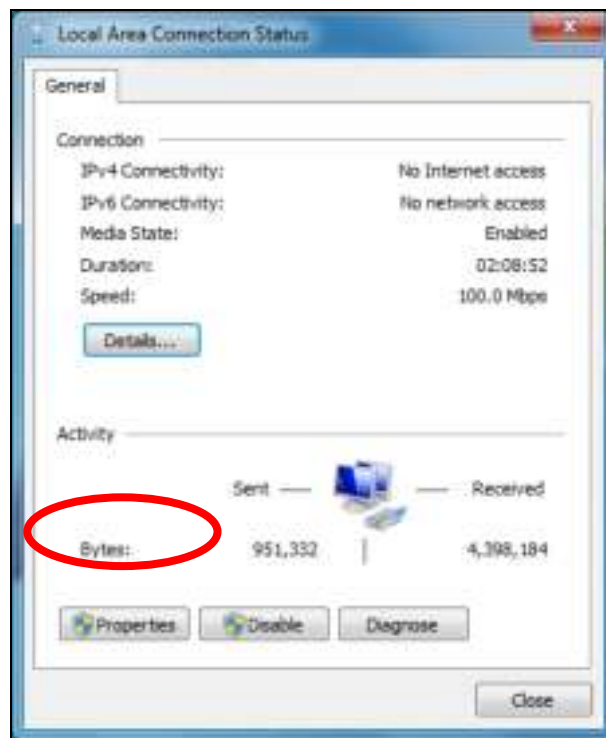 Local Area Connection Status
General
Connection
IPv4 Connectivity: No Internet access
IPv6 Connectivity: No network access
Media State: Enabled
Duration: 02:08:52
Speed: 100.0 Mbps
Details...
Activity
Sent Received
Bytes: 951,332 4,398,184
Properties Disable Diagnose
Close